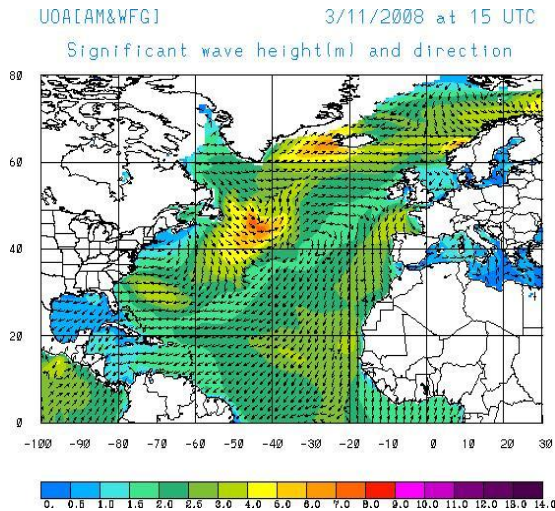 UOA[AM&WFG] 3/11/2008 at 15 UTC
Significant wave height(m) and direction
80
60
40
20
0
-100 -90 -80 -70 -60 -50 -40 -30 -20 -10 0 10 20 30
0. 0.5 1.0 1.5 2.0 2.5 3.0 4.0 5.0 6.0 7.0 8.0 9.0 10.0 11.0 12.0 13.0 14.0